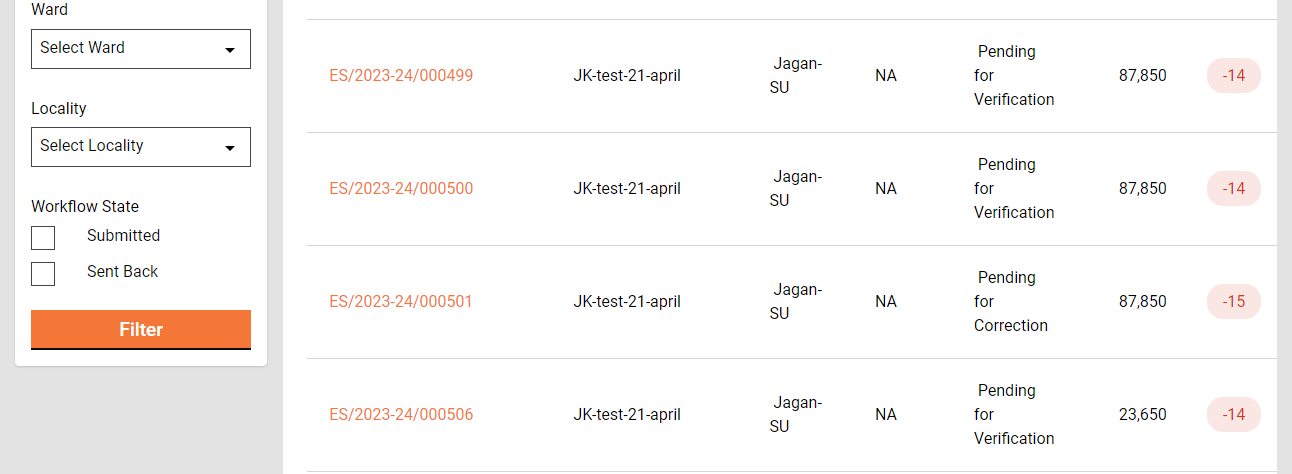 Ward
Select Ward
Locality
Select Locality
Workflow State
Submitted
Sent Back
Filter
ES/2023-24/000499 JK-test-21-april Jagan-SU NA Pending for Verification 87,850 -14
ES/2023-24/000500 JK-test-21-april Jagan-SU NA Pending for Verification 87,850 -14
ES/2023-24/000501 JK-test-21-april Jagan-SU NA Pending for Correction 87,850 -15
ES/2023-24/000506 JK-test-21-april Jagan-SU NA Pending for Verification 23,650 -14